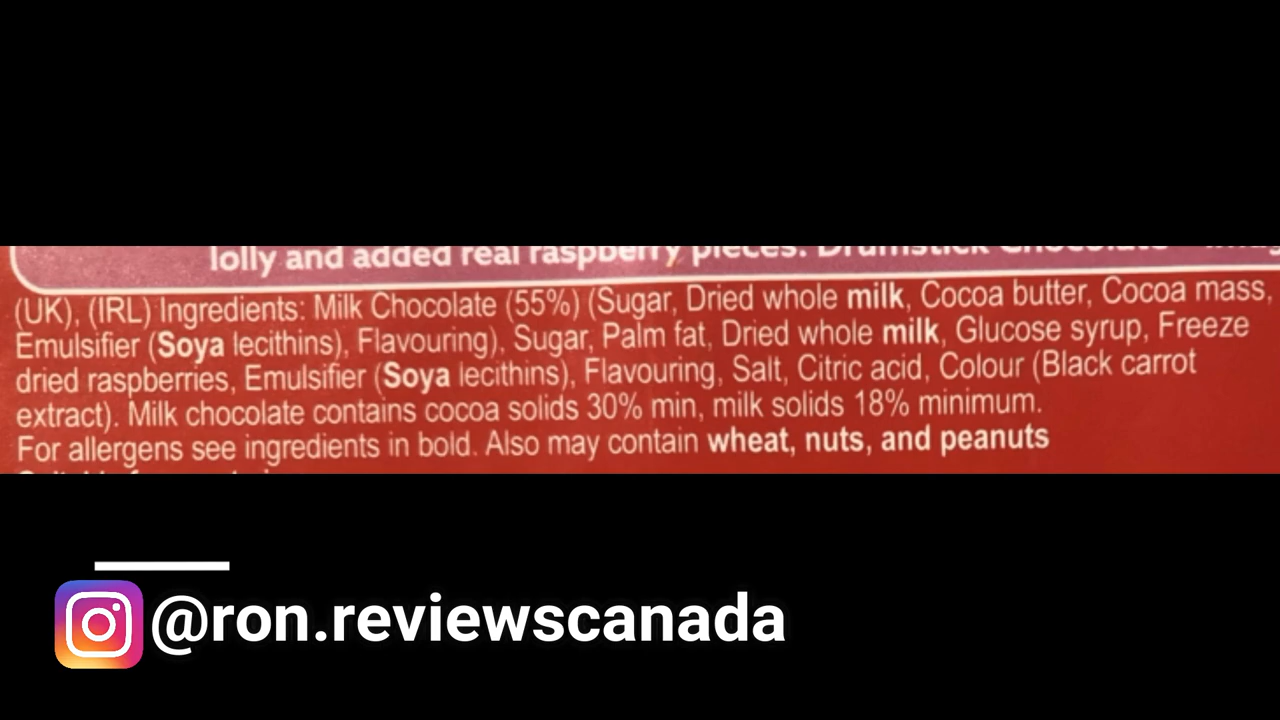 lolly and added real raspberry pieces. Drumstick Chocolate
(UK), (IRL) Ingredients: Milk Chocolate (55%) (Sugar, Dried whole milk, Cocoa butter, Cocoa mass,
Emulsifier (Soya lecithins), Flavouring), Sugar, Palm fat, Dried whole milk, Glucose syrup, Freeze
dried raspberries, Emulsifier (Soya lecithins), Flavouring, Salt, Citric acid, Colour (Black carrot
extract). Milk chocolate contains cocoa solids 30% min, milk solids 18% minimum.
For allergens see ingredients in bold. Also may contain wheat, nuts, and peanuts
@ron.reviewscanada